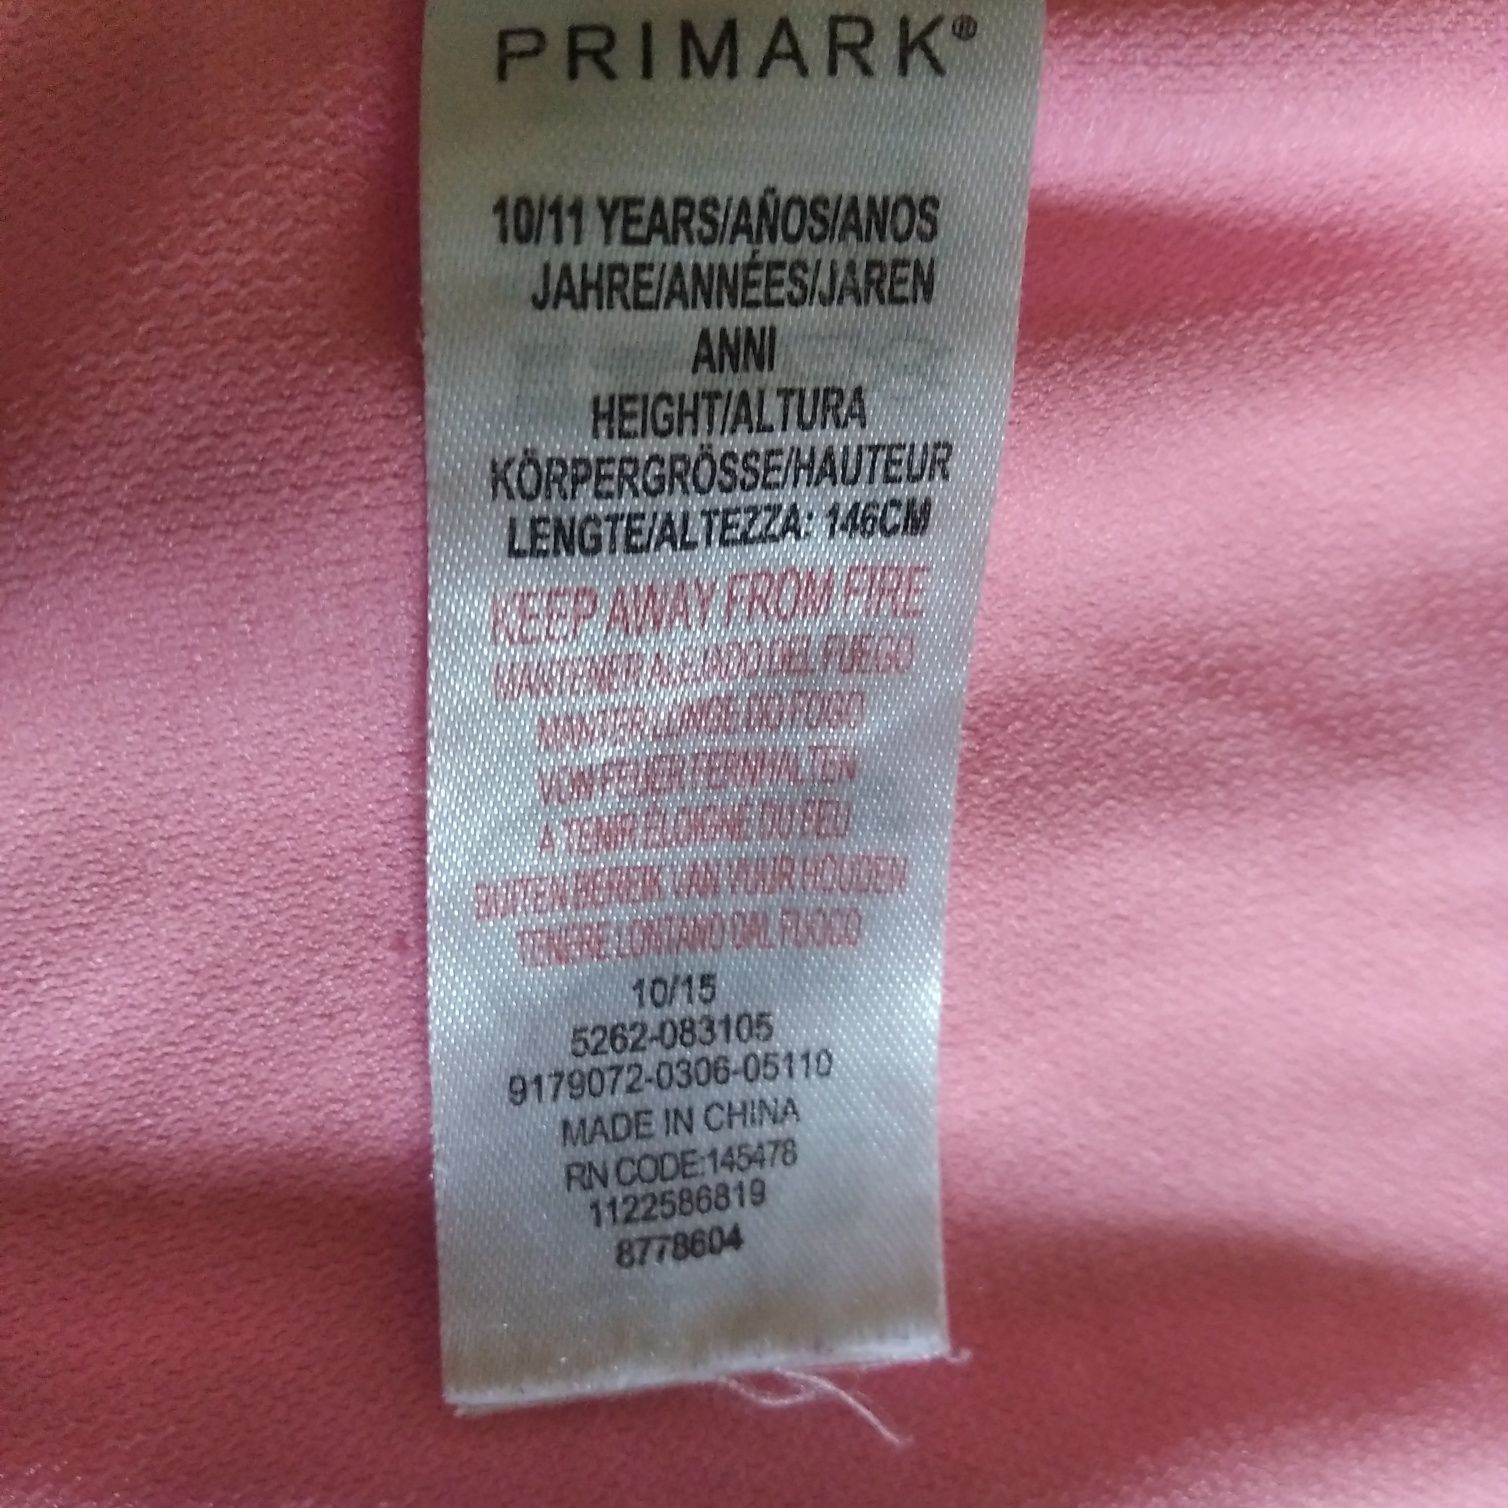 PRIMARK®
10/11 YEARS/AÑOS/ANOS
JAHRE/ANNÉES/JAREN
ANNI
HEIGHT/ALTURA
KÖRPERGRÖSSE/HAUTEUR
LENGTE/ALTEZZA: 146CM
KEEP AWAY FROM FIRE
MANTENER ALEJADO DEL FUEGO
MANTER LONGE DO FOGO
VON FEUER FERNHALTEN
A TENIR ÉLOIGNÉ DU FEU
BUITEN BEREIK VAN VUUR HOUDEN
TENERE LONTANO DAL FUOCO
10/15
5262-083105
9179072-0306-05110
MADE IN CHINA
RN CODE:145478
1122586819
8778604